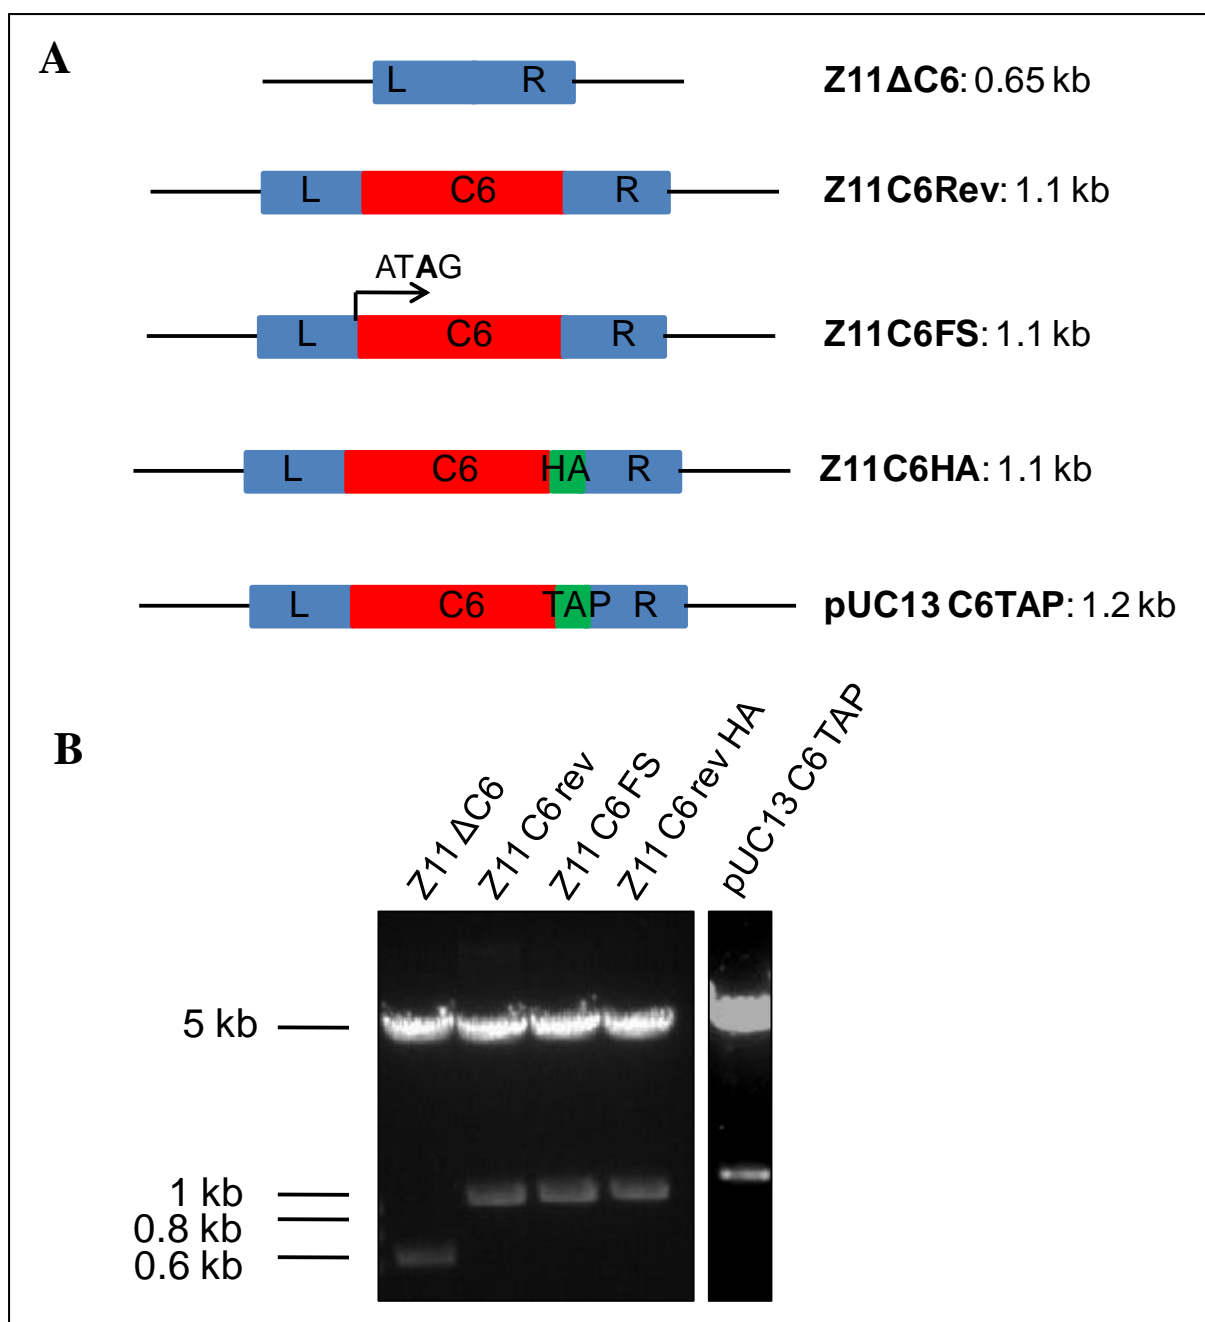 A
L R Z11ΔC6: 0.65 kb
L C6 R Z11C6Rev: 1.1 kb
ATAG
L C6 R Z11C6FS: 1.1 kb
L C6 HA R Z11C6HA: 1.1 kb
L C6 TAP R pUC13 C6TAP: 1.2 kb
B
Z11 ΔC6
Z11 C6 rev
Z11 C6 FS
Z11 C6 rev HA
pUC13 C6 TAP
5 kb
1 kb
0.8 kb
0.6 kb